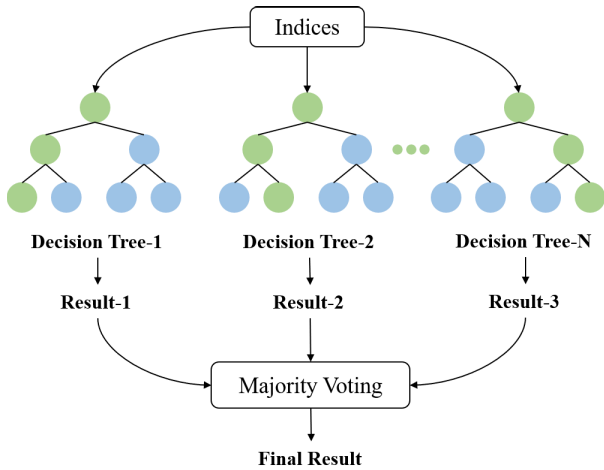 Indices
Decision Tree-1
Decision Tree-2
Decision Tree-N
Result-1
Result-2
Result-3
Majority Voting
Final Result